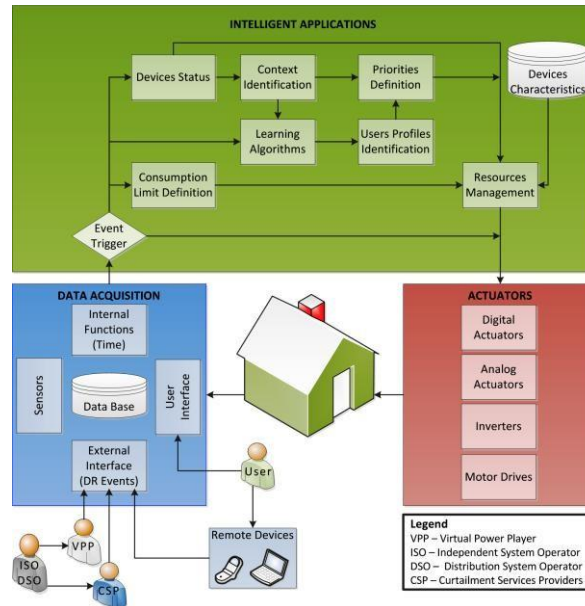 INTELLIGENT APPLICATIONS
Devices Status
Context
Identification
Priorities
Definition
Devices
Characteristics
Learning
Algorithms
Users Profiles
Identification
Consumption
Limit Definition
Resources
Management
Event
Trigger
DATA ACQUISITION
Internal
Functions
(Time)
Sensors
Data Base
User
Interface
External
Interface
(DR Events)
ACTUATORS
Digital
Actuators
Analog
Actuators
Inverters
Motor Drives
User
Remote Devices
VPP
ISO
DSO
CSP
Legend
VPP – Virtual Power Player
ISO – Independent System Operator
DSO – Distribution System Operator
CSP – Curtailment Services Providers